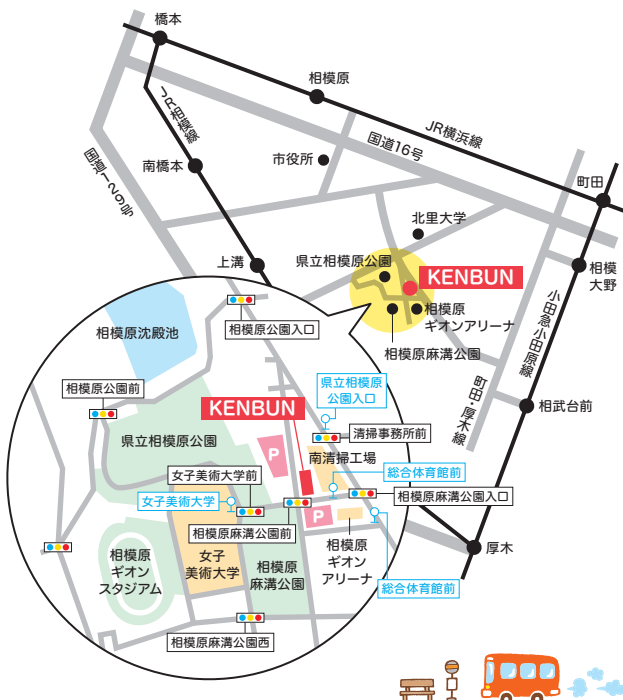 橋本
相模原
JR横浜線
JR相模線
国道16号
市役所
南橋本
国道129号
町田
北里大学
上溝
県立相模原公園
KENBUN
相模
大野
相模原
ギオンアリーナ
相模原麻溝公園
小田急小田原線
町田・厚木線
相武台前
厚木
相模原沈殿池
相模原公園入口
相模原公園前
県立相模原
公園入口
KENBUN
清掃事務所前
県立相模原公園
P
南清掃工場
女子美術大学前
総合体育館前
女子美術大学
相模原麻溝公園入口
相模原麻溝公園前
P
相模原
ギオン
スタジアム
女子
美術大学
相模原
麻溝公園
相模原
ギオン
アリーナ
総合体育館前
相模原麻溝公園西